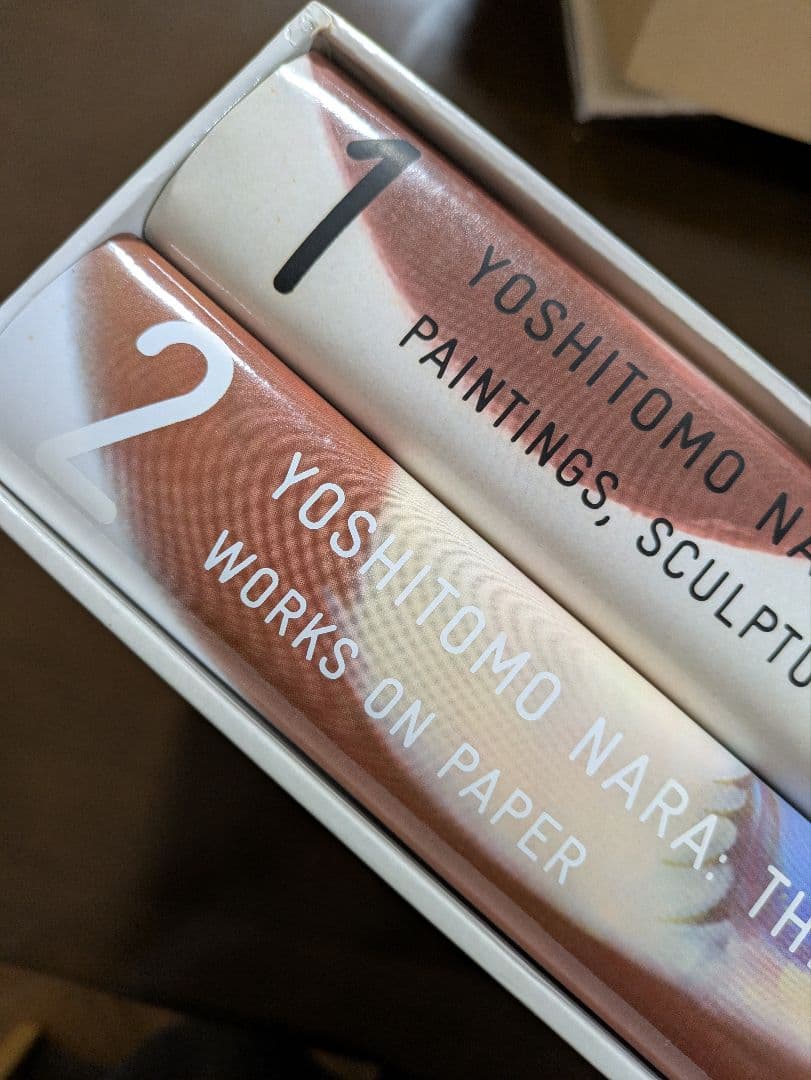 1
YOSHITOMO NA
PAINTINGS, SCULPTU
2
YOSHITOMO NARA: TH
WORKS ON PAPER